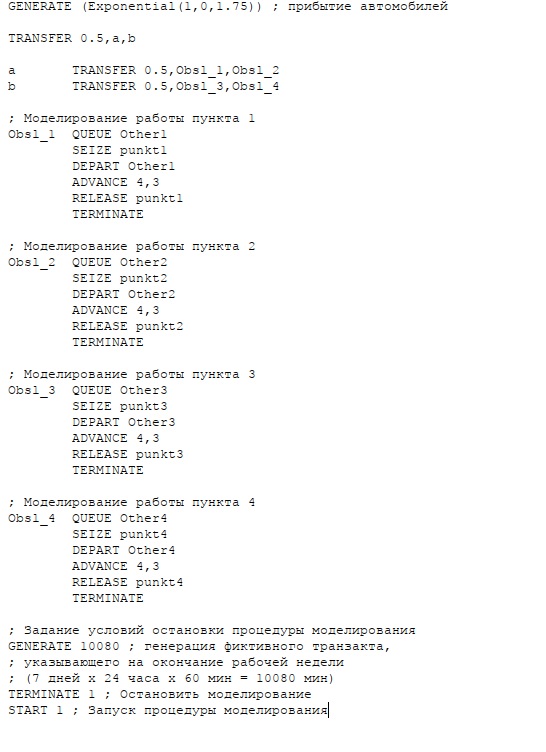 GENERATE (Exponential(1,0,1.75)) ; прибытие автомобилей
TRANSFER 0.5,a,b
a TRANSFER 0.5,Obsl_1,Obsl_2
b TRANSFER 0.5,Obsl_3,Obsl_4
; Моделирование работы пункта 1
Obsl_1 QUEUE Other1
SEIZE punkt1
DEPART Other1
ADVANCE 4,3
RELEASE punkt1
TERMINATE
; Моделирование работы пункта 2
Obsl_2 QUEUE Other2
SEIZE punkt2
DEPART Other2
ADVANCE 4,3
RELEASE punkt2
TERMINATE
; Моделирование работы пункта 3
Obsl_3 QUEUE Other3
SEIZE punkt3
DEPART Other3
ADVANCE 4,3
RELEASE punkt3
TERMINATE
; Моделирование работы пункта 4
Obsl_4 QUEUE Other4
SEIZE punkt4
DEPART Other4
ADVANCE 4,3
RELEASE punkt4
TERMINATE
; Задание условий остановки процедуры моделирования
GENERATE 10080 ; генерация фиктивного транзакта,
; указывающего на окончание рабочей недели
; (7 дней x 24 часа x 60 мин = 10080 мин)
TERMINATE 1 ; Остановить моделирование
START 1 ; Запуск процедуры моделирования